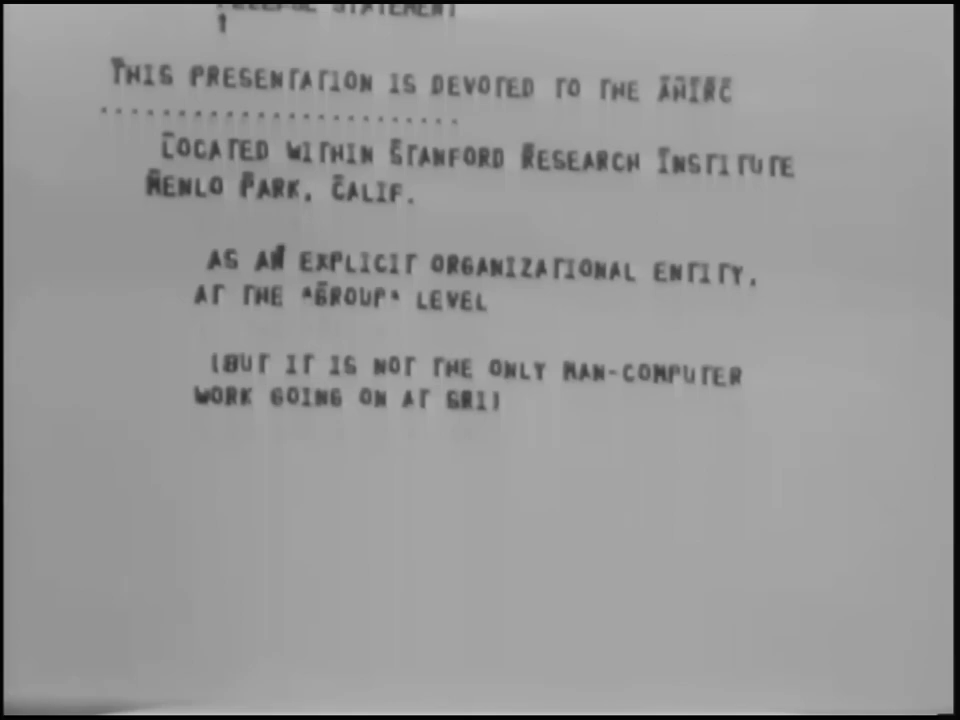 STATEMENT
1
THIS PRESENTATION IS DEVOTED TO THE AHIRC
........................
LOCATED WITHIN STANFORD RESEARCH INSTITUTE
MENLO PARK, CALIF.
AS AN EXPLICIT ORGANIZATIONAL ENTITY,
AT THE "GROUP" LEVEL
(BUT IT IS NOT THE ONLY MAN-COMPUTER
WORK GOING ON AT SRI)